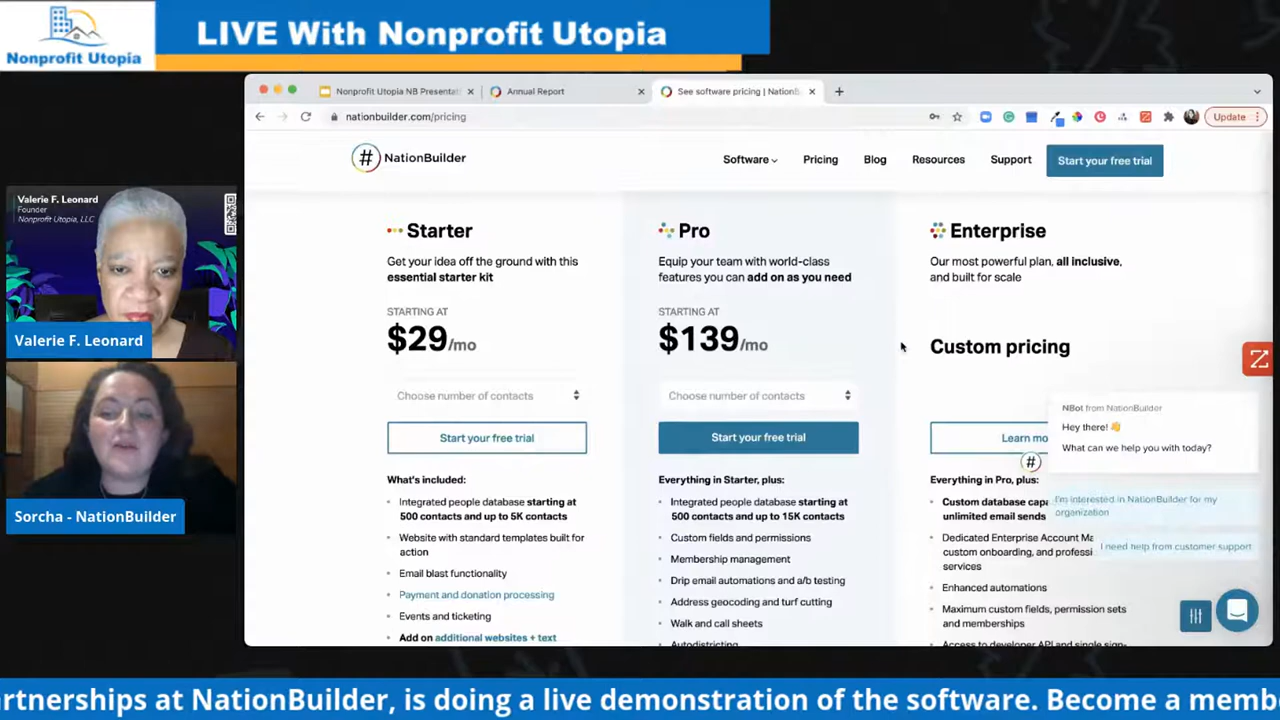 LIVE With Nonprofit Utopia
Nonprofit Utopia
Nonprofit Utopia NB Presentat
Annual Report
See software pricing | NationB
nationbuilder.com/pricing
Update
NationBuilder
Software
Pricing
Blog
Resources
Support
Start your free trial
Valerie F. Leonard
Founder
Nonprofit Utopia, LLC
Valerie F. Leonard
Sorcha - NationBuilder
Starter
Get your idea off the ground with this
essential starter kit
STARTING AT
$29/mo
Choose number of contacts
Start your free trial
What's included:
• Integrated people database starting at
500 contacts and up to 5K contacts
• Website with standard templates built for
action
• Email blast functionality
• Payment and donation processing
• Events and ticketing
• Add on additional websites + text
Pro
Equip your team with world-class
features you can add on as you need
STARTING AT
$139/mo
Choose number of contacts
Start your free trial
Everything in Starter, plus:
• Integrated people database starting at
500 contacts and up to 15K contacts
• Custom fields and permissions
• Membership management
• Drip email automations and a/b testing
• Address geocoding and turf cutting
• Walk and call sheets
• Autodistricting
Enterprise
Our most powerful plan, all inclusive,
and built for scale
Custom pricing
Learn mo
Everything in Pro, plus:
• Custom database capa
unlimited email sends
• Dedicated Enterprise Account Ma
custom onboarding, and professi
services
• Enhanced automations
• Maximum custom fields, permission sets
and memberships
• Access to developer API and single sign-
NBot from NationBuilder
Hey there! 👋
What can we help you with today?
I'm interested in NationBuilder for my
organization
I need help from customer support
artnerships at NationBuilder, is doing a live demonstration of the software. Become a memb